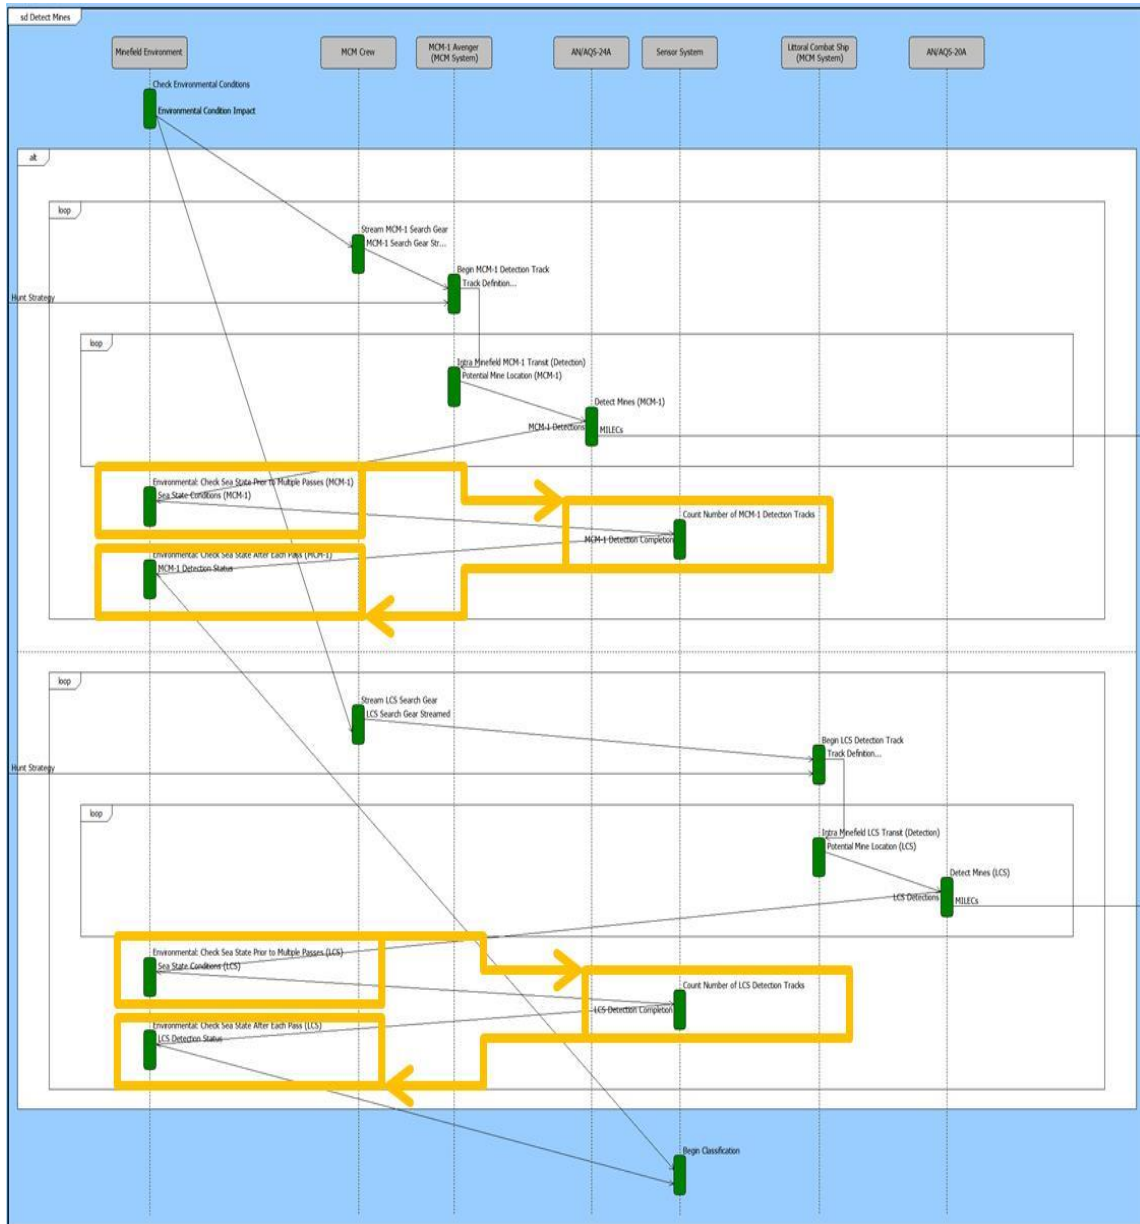 sd Detect Mines
Minefield Environment
MCM Crew
MCM-1 Avenger
(MCM System)
AN/AQS-24A
Sensor System
Littoral Combat Ship
(MCM System)
AN/AQS-20A
Check Environmental Conditions
Environmental Condition Impact
alt
loop
Stream MCM-1 Search Gear
MCM-1 Search Gear Str...
Begin MCM-1 Detection Track
Track Definition...
Hunt Strategy
loop
Intra Minefield MCM-1 Transit (Detection)
Potential Mine Location (MCM-1)
Detect Mines (MCM-1)
MCM-1 Detections
MILECs
Environmental: Check Sea State Prior to Multiple Passes (MCM-1)
Sea State Conditions (MCM-1)
Count Number of MCM-1 Detection Tracks
MCM-1 Detection Completion
Environmental: Check Sea State After Each Pass (MCM-1)
MCM-1 Detection Status
loop
Stream LCS Search Gear
LCS Search Gear Streamed
Begin LCS Detection Track
Track Definition...
Hunt Strategy
loop
Intra Minefield LCS Transit (Detection)
Potential Mine Location (LCS)
Detect Mines (LCS)
LCS Detections
MILECs
Environmental: Check Sea State Prior to Multiple Passes (LCS)
Sea State Conditions (LCS)
Count Number of LCS Detection Tracks
LCS Detection Completion
Environmental: Check Sea State After Each Pass (LCS)
LCS Detection Status
Begin Classification